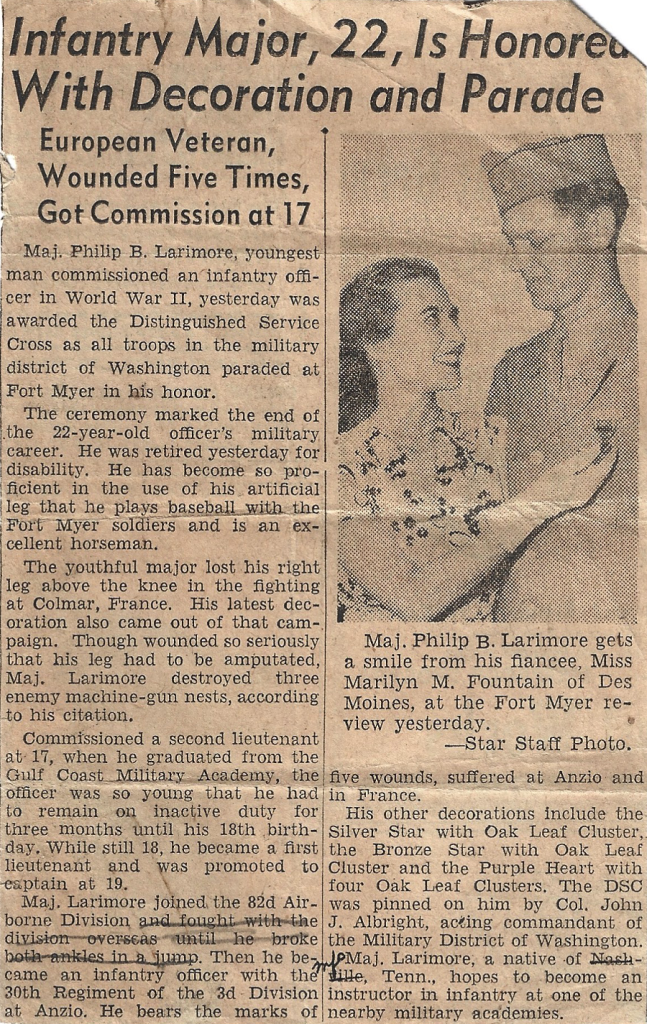 Infantry Major, 22, Is Honored
With Decoration and Parade
European Veteran,
Wounded Five Times,
Got Commission at 17
Maj. Philip B. Larimore, youngest
man commissioned an infantry offi-
cer in World War II, yesterday was
awarded the Distinguished Service
Cross as all troops in the military
district of Washington paraded at
Fort Myer in his honor.
The ceremony marked the end of
the 22-year-old officer's military
career. He was retired yesterday for
disability. He has become so pro-
ficient in the use of his artificial
leg that he plays baseball with the
Fort Myer soldiers and is an ex-
cellent horseman.
The youthful major lost his right
leg above the knee in the fighting
at Colmar, France. His latest dec-
oration also came out of that cam-
paign. Though wounded so seriously
that his leg had to be amputated,
Maj. Larimore destroyed three
enemy machine-gun nests, according
to his citation.
Commissioned a second lieutenant
at 17, when he graduated from the
Gulf Coast Military Academy, the
officer was so young that he had
to remain on inactive duty for
three months until his 18th birth-
day. While still 18, he became a first
lieutenant and was promoted to
captain at 19.
Maj. Larimore joined the 82d Air-
borne Division and fought with the
division overseas until he broke
both ankles in a jump. Then he be-
came an infantry officer with the
30th Regiment of the 3d Division
at Anzio. He bears the marks of
Maj. Philip B. Larimore gets
a smile from his fiancee, Miss
Marilyn M. Fountain of Des
Moines, at the Fort Myer re-
view yesterday.
—Star Staff Photo.
five wounds, suffered at Anzio and
in France.
His other decorations include the
Silver Star with Oak Leaf Cluster,
the Bronze Star with Oak Leaf
Cluster and the Purple Heart with
four Oak Leaf Clusters. The DSC
was pinned on him by Col. John
J. Albright, acting commandant of
the Military District of Washington.
Maj. Larimore, a native of Nash-
ville, Tenn., hopes to become an
instructor in infantry at one of the
nearby military academies.